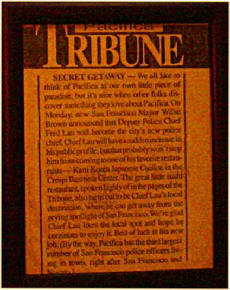 Pacifica
TRIBUNE
SECRET GETAWAY — We all like to
think of Pacifica as our own little piece of
paradise, but it's nice when other folks dis-
cover something they love about Pacifica. On
Monday, new San Francisco Mayor Willie
Brown announced that Deputy Police Chief
Fred Lau will become the city's new police
chief. Chief Lau will have a sudden increase in
his public profile, but that probably won't stop
him from coming to one of his favorite restau-
rants — Kami Japanese Cuisine in the
Crispi Business Center. The great little sushi
restaurant, spoken highly of in the pages of the
Tribune, also turns out to be Chief Lau's local
destination, where he can get away from the
prying spotlight of San Francisco. We're glad
Chief Lau likes the local spot and hope he
continues to enjoy it. Best of luck in his new
job. (By the way, Pacifica has the third largest
number of San Francisco police officers liv-
ing in town, right after San Francisco, and